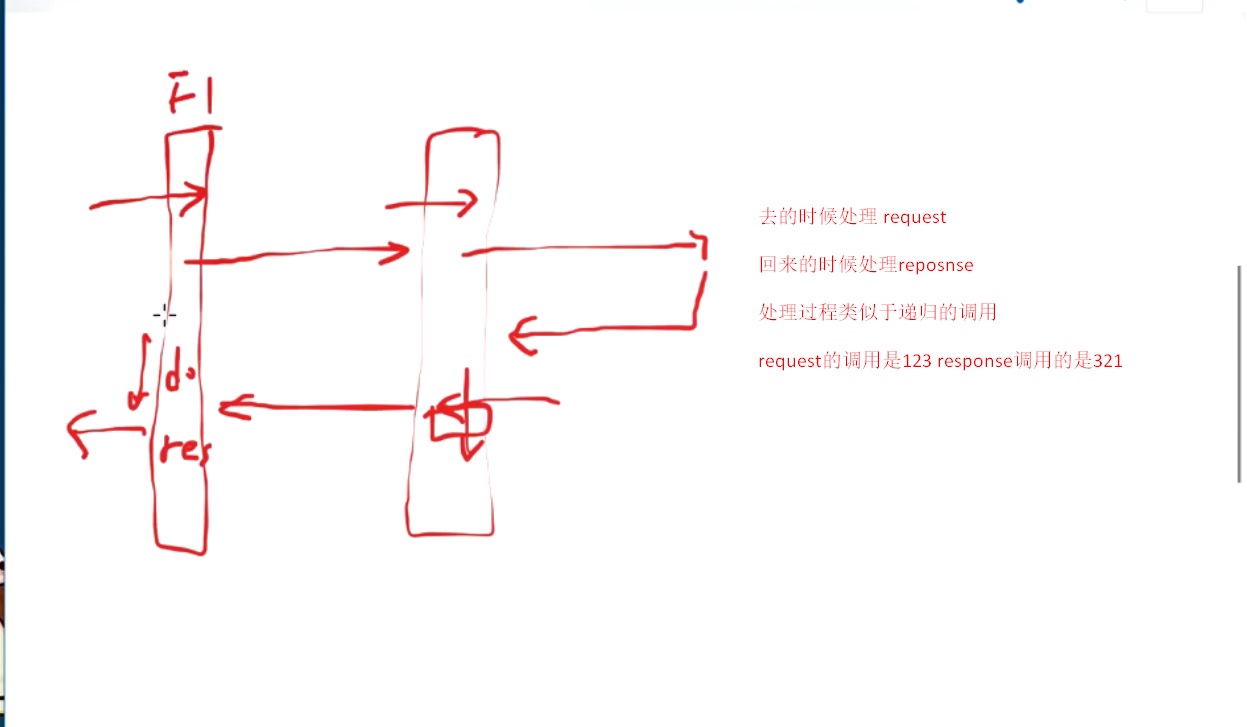 F1
do
res
去的时候处理 request
回来的时候处理reposnse
处理过程类似于递归的调用
request的调用是123 response调用的是321